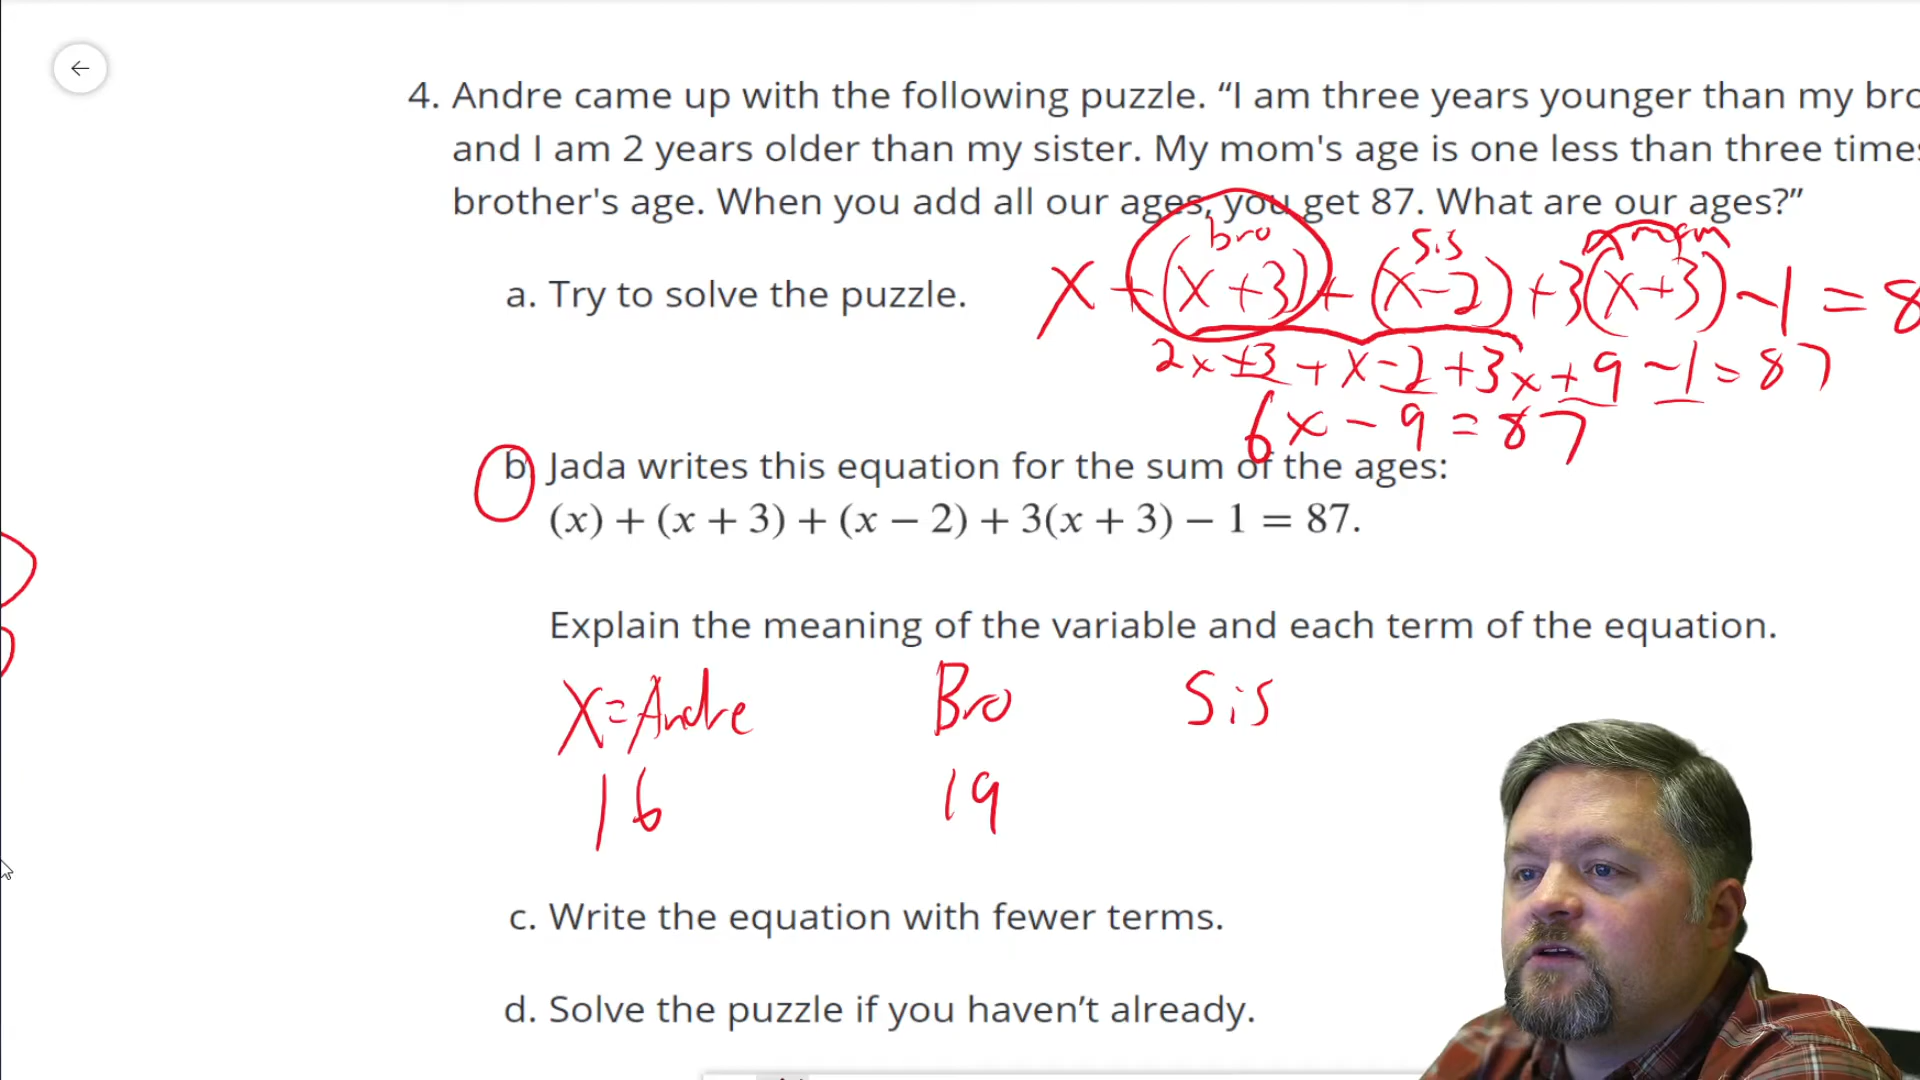 4. Andre came up with the following puzzle. “I am three years younger than my bro
and I am 2 years older than my sister. My mom's age is one less than three times
brother's age. When you add all our ages, you get 87. What are our ages?”
bro sis mom
a. Try to solve the puzzle.
x + (x+3) + (x-2) + 3(x+3) - 1 = 8
2x+3 + x-2 + 3x+9 -1 = 87
6x - 9 = 87
b Jada writes this equation for the sum of the ages:
(x) + (x + 3) + (x − 2) + 3(x + 3) − 1 = 87.
Explain the meaning of the variable and each term of the equation.
X=Andre Bro Sis
16 19
c. Write the equation with fewer terms.
d. Solve the puzzle if you haven’t already.